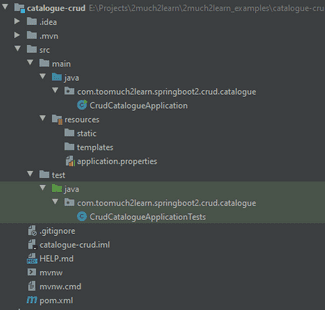 catalogue-crud E:\Projects\2much2learn\2much2learn_examples\catalogue-cru
.idea
.mvn
src
main
java
com.toomuch2learn.springboot2.crud.catalogue
CrudCatalogueApplication
resources
static
templates
application.properties
test
java
com.toomuch2learn.springboot2.crud.catalogue
CrudCatalogueApplicationTests
.gitignore
catalogue-crud.iml
HELP.md
mvnw
mvnw.cmd
pom.xml